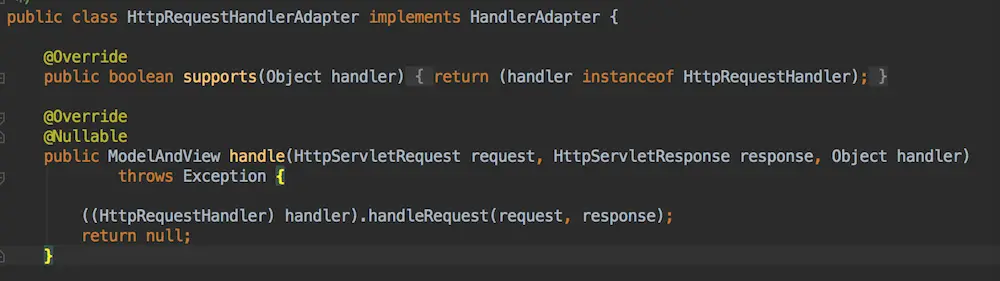 */
public class HttpRequestHandlerAdapter implements HandlerAdapter {
@Override
public boolean supports(Object handler) { return (handler instanceof HttpRequestHandler); }
@Override
@Nullable
public ModelAndView handle(HttpServletRequest request, HttpServletResponse response, Object handler)
throws Exception {
((HttpRequestHandler) handler).handleRequest(request, response);
return null;
}